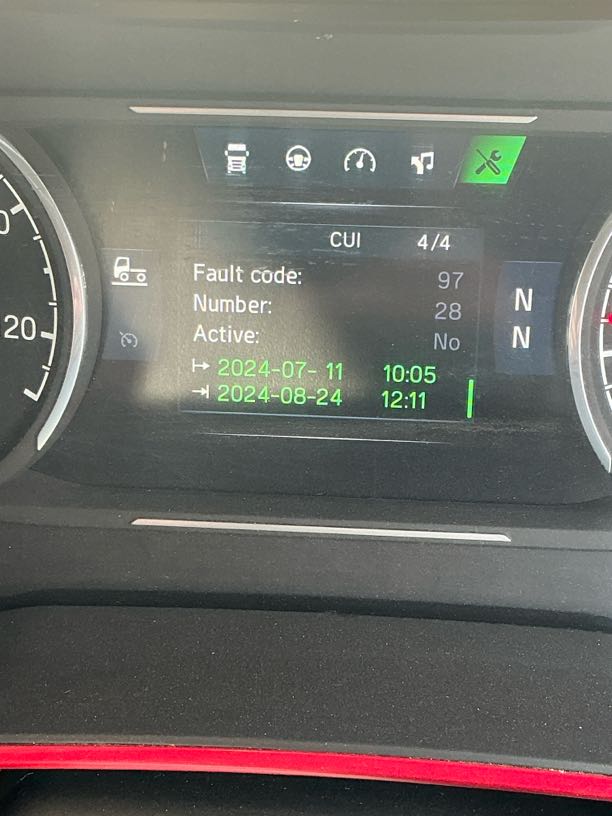 CUI 4/4
Fault code: 97
Number: 28
Active: No
2024-07- 11 10:05
2024-08-24 12:11
N
N
20
0